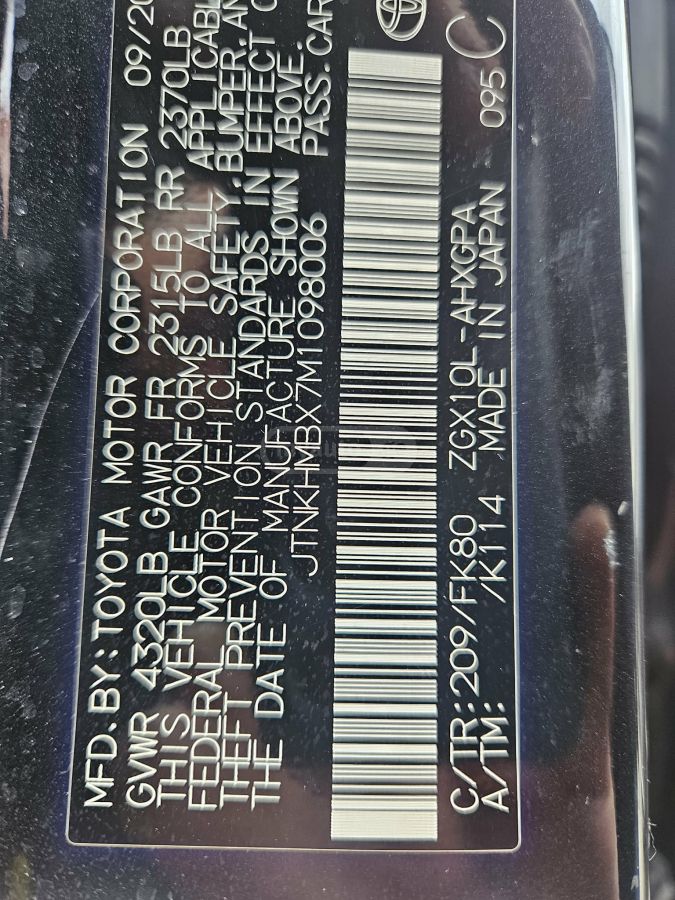 MFD.BY:TOYOTA MOTOR CORPORATION 09/20
GVWR 4320LB GAWR FR 2315LB RR 2370LB
THIS VEHICLE CONFORMS TO ALL APPLICABLE
FEDERAL MOTOR VEHICLE SAFETY,BUMPER,AN
THEFT PREVENTION STANDARDS IN EFFECT O
THE DATE OF MANUFACTURE SHOWN ABOVE.
JTNKHMBX7M1098006 PASS.CAR
C/TR:209/FK80 ZGX10L-AHXGPA 095 C
A/TM: /K114 MADE IN JAPAN